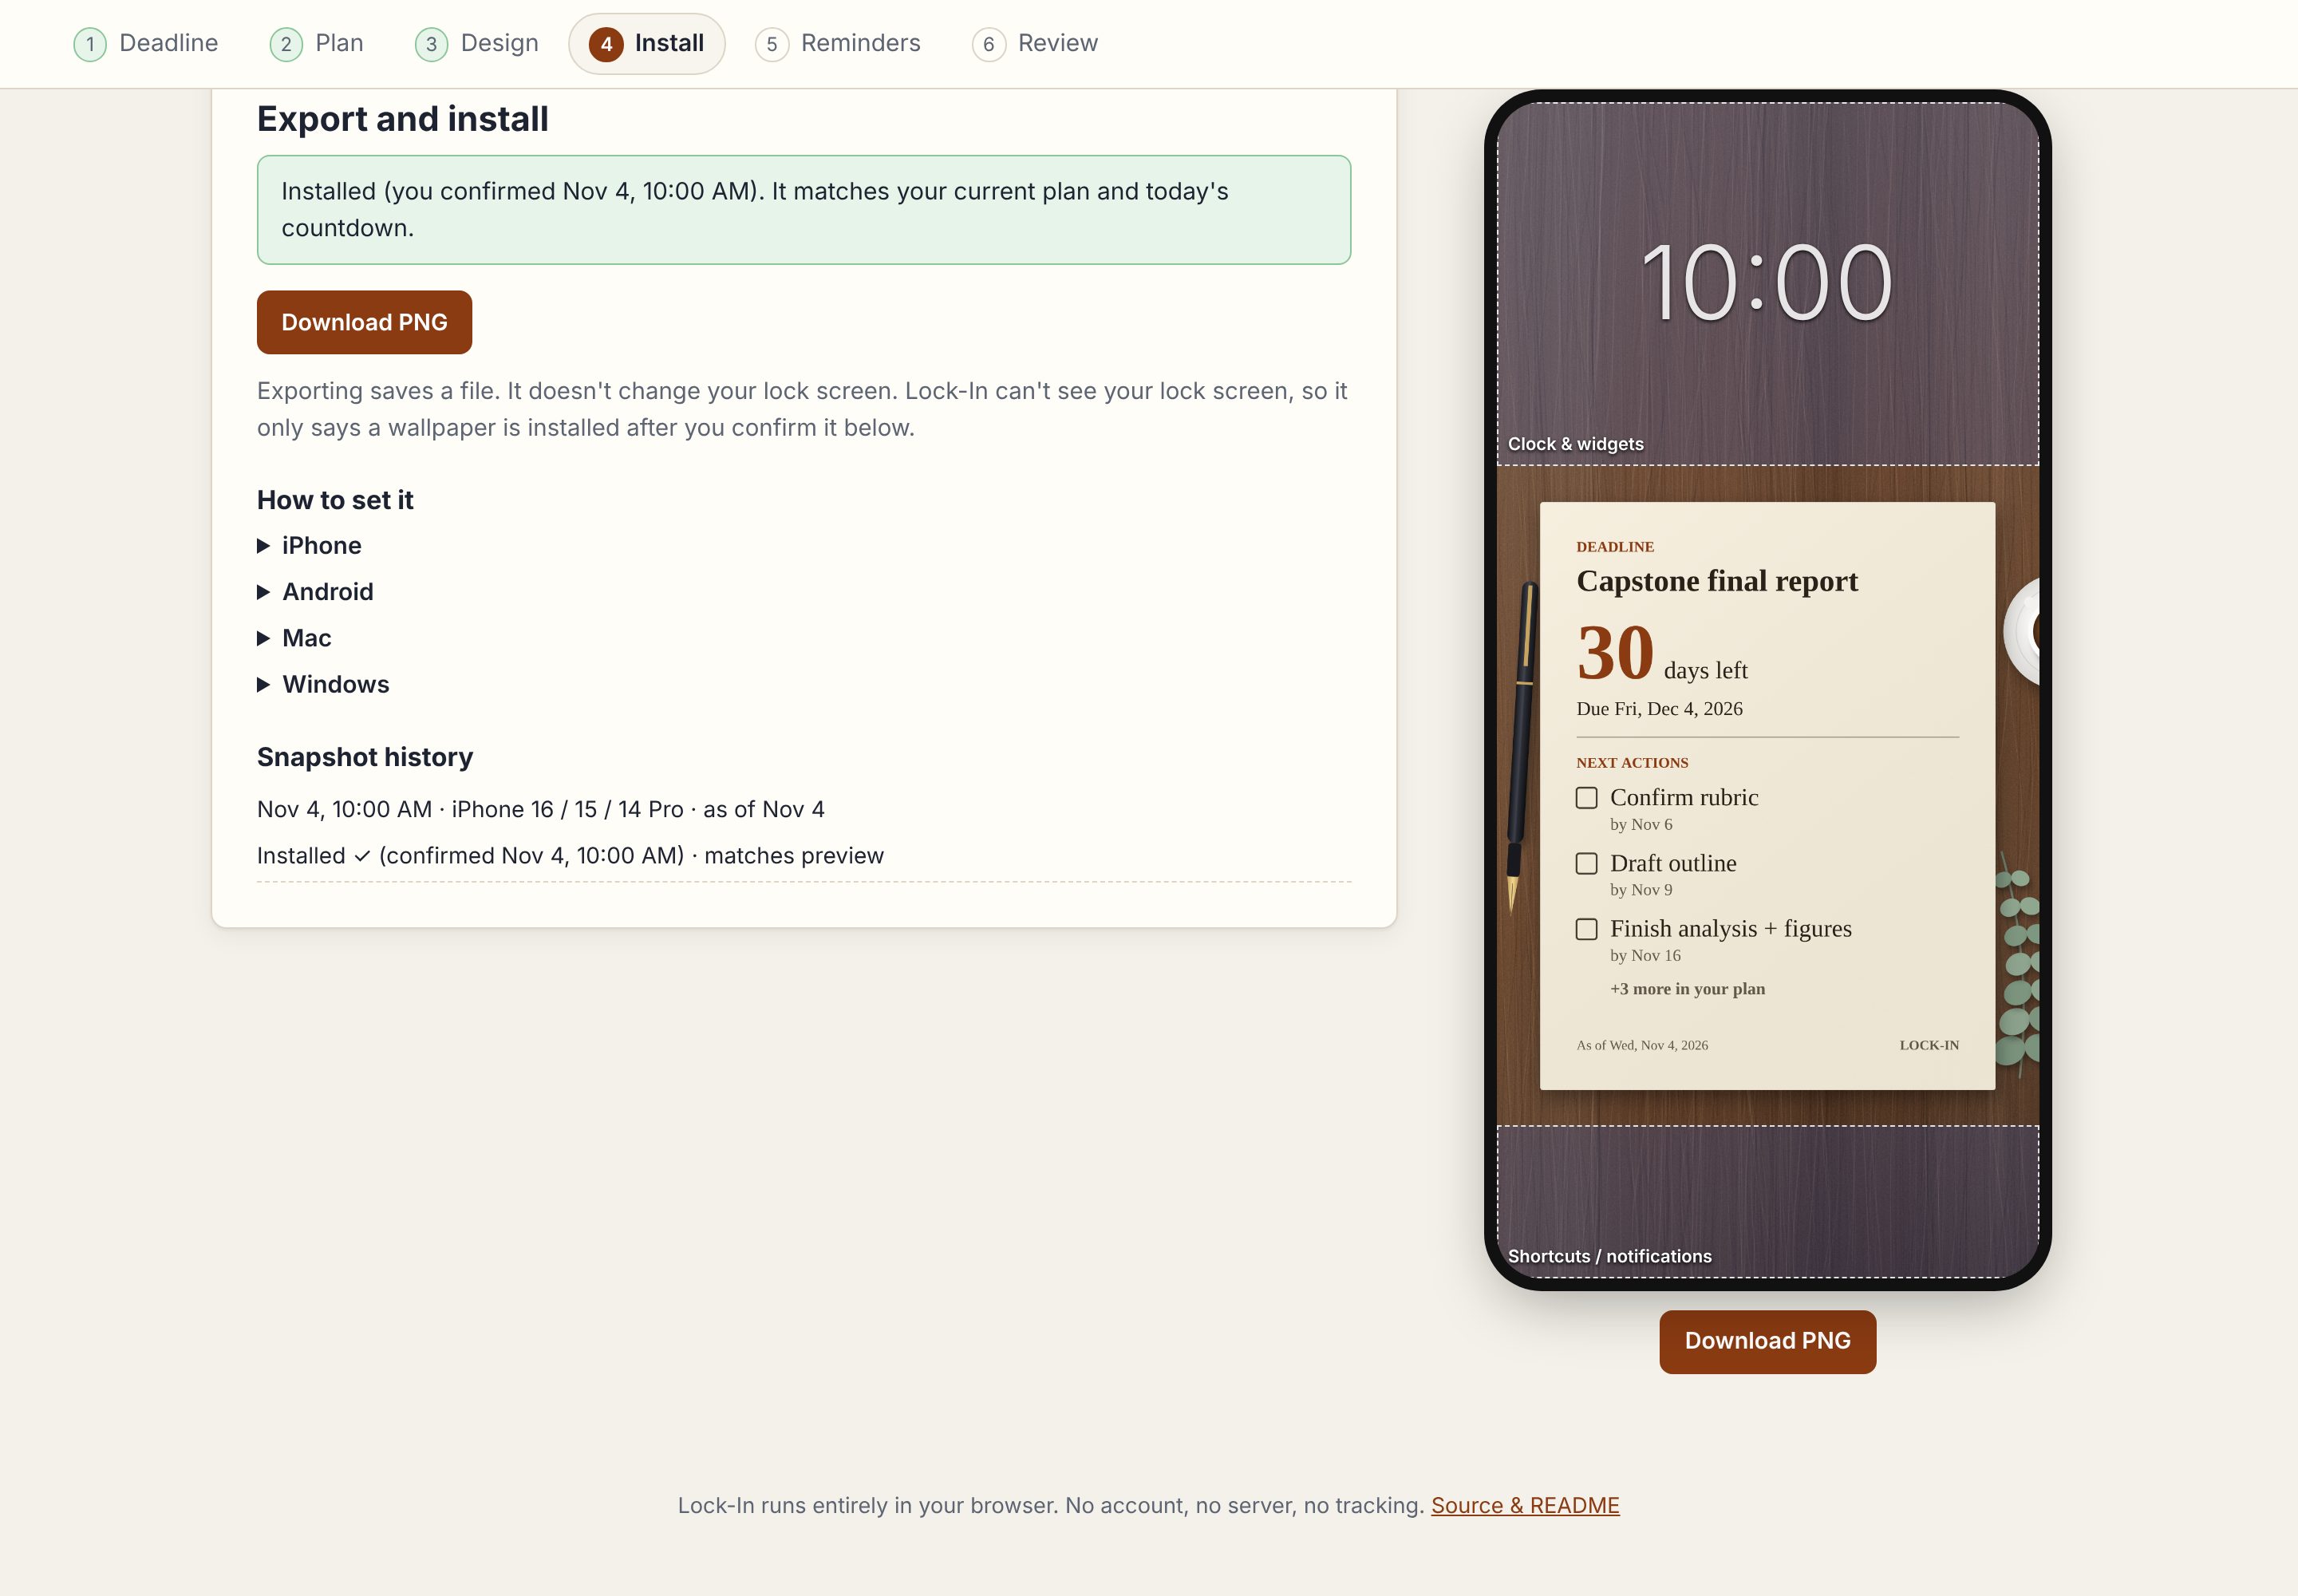 1 Deadline
2 Plan
3 Design
4 Install
5 Reminders
6 Review
Export and install
Installed (you confirmed Nov 4, 10:00 AM). It matches your current plan and today's
countdown.
Download PNG
Exporting saves a file. It doesn't change your lock screen. Lock-In can't see your lock screen, so it
only says a wallpaper is installed after you confirm it below.
How to set it
iPhone
Android
Mac
Windows
Snapshot history
Nov 4, 10:00 AM · iPhone 16 / 15 / 14 Pro · as of Nov 4
Installed ✓ (confirmed Nov 4, 10:00 AM) · matches preview
10:00
Clock & widgets
DEADLINE
Capstone final report
30 days left
Due Fri, Dec 4, 2026
NEXT ACTIONS
Confirm rubric
by Nov 6
Draft outline
by Nov 9
Finish analysis + figures
by Nov 16
+3 more in your plan
As of Wed, Nov 4, 2026
LOCK-IN
Shortcuts / notifications
Download PNG
Lock-In runs entirely in your browser. No account, no server, no tracking. Source & README